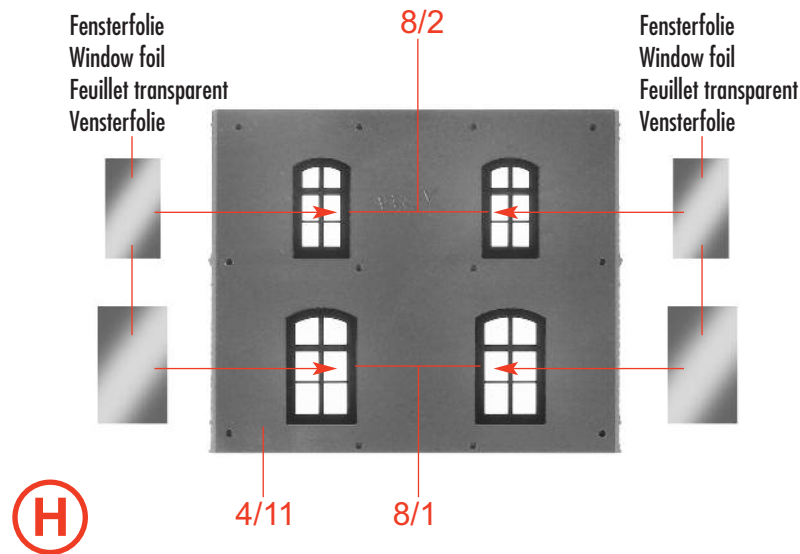 Fensterfolie
Window foil
Feuillet transparent
Vensterfolie
8/2
Fensterfolie
Window foil
Feuillet transparent
Vensterfolie
4/11
8/1
H